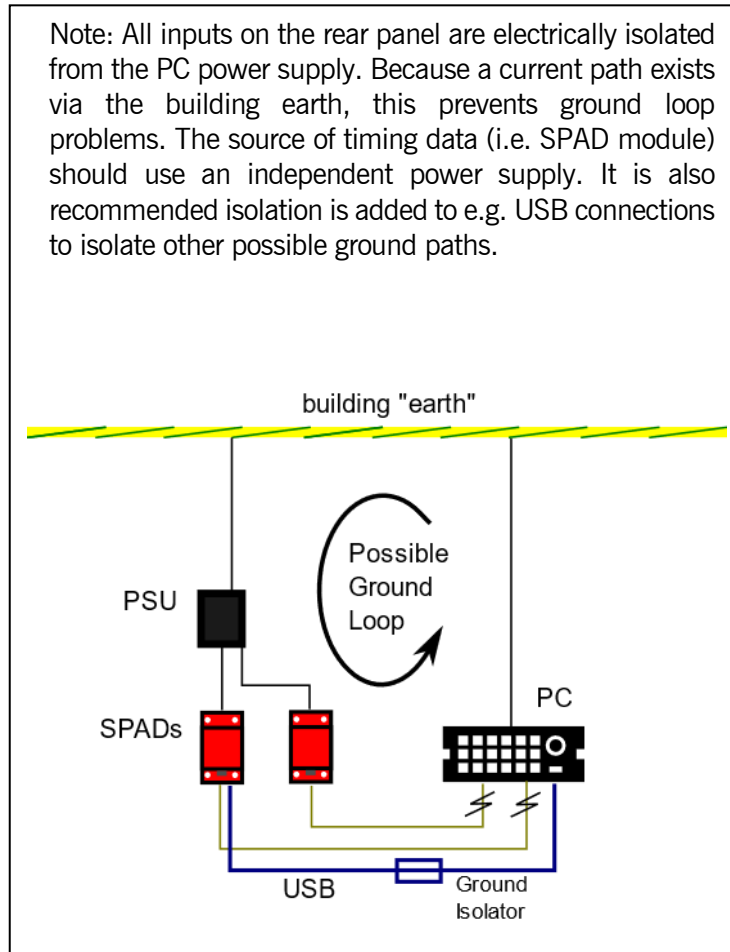 Note: All inputs on the rear panel are electrically isolated
from the PC power supply. Because a current path exists
via the building earth, this prevents ground loop
problems. The source of timing data (i.e. SPAD module)
should use an independent power supply. It is also
recommended isolation is added to e.g. USB connections
to isolate other possible ground paths.
building "earth"
Possible
Ground
Loop
PSU
PC
SPADs
USB
Ground
Isolator